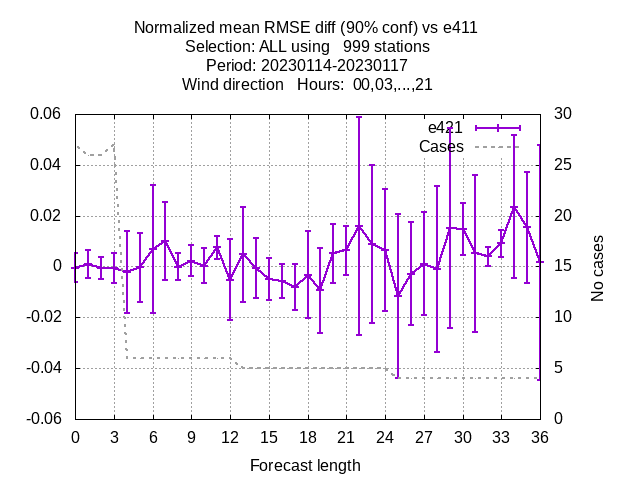 Normalized mean RMSE diff (90% conf) vs e411
Selection: ALL using   999 stations
Period: 20230114-20230117
Wind direction   Hours:  00,03,...,21
0.06
0.04
0.02
0
-0.02
-0.04
-0.06
e421
Cases
30
25
20
15
10
5
0
No cases
0 3 6 9 12 15 18 21 24 27 30 33 36
Forecast length